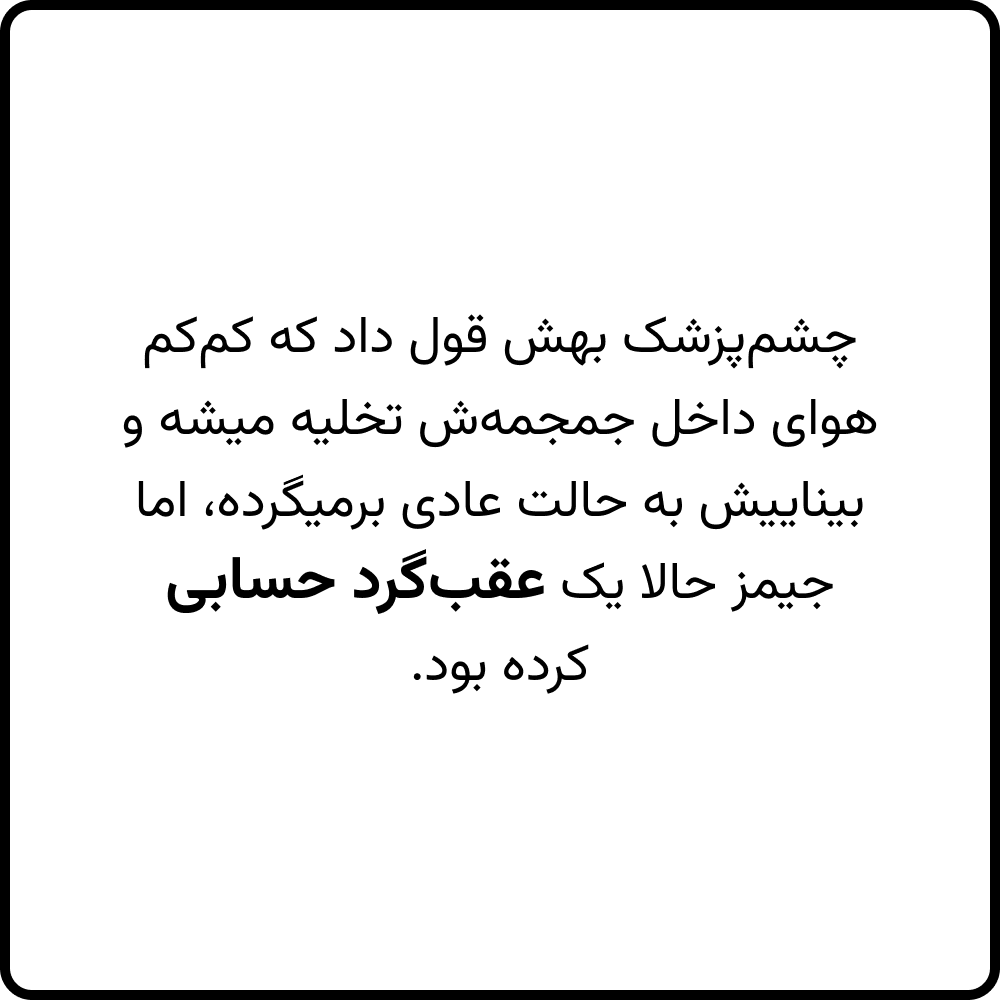 چشم‌پزشک بهش قول داد که کم‌کم
هوای داخل جمجمه‌ش تخلیه میشه و
بیناییش به حالت عادی برمیگرده، اما
جیمز حالا یک عقب‌گرد حسابی
کرده بود.